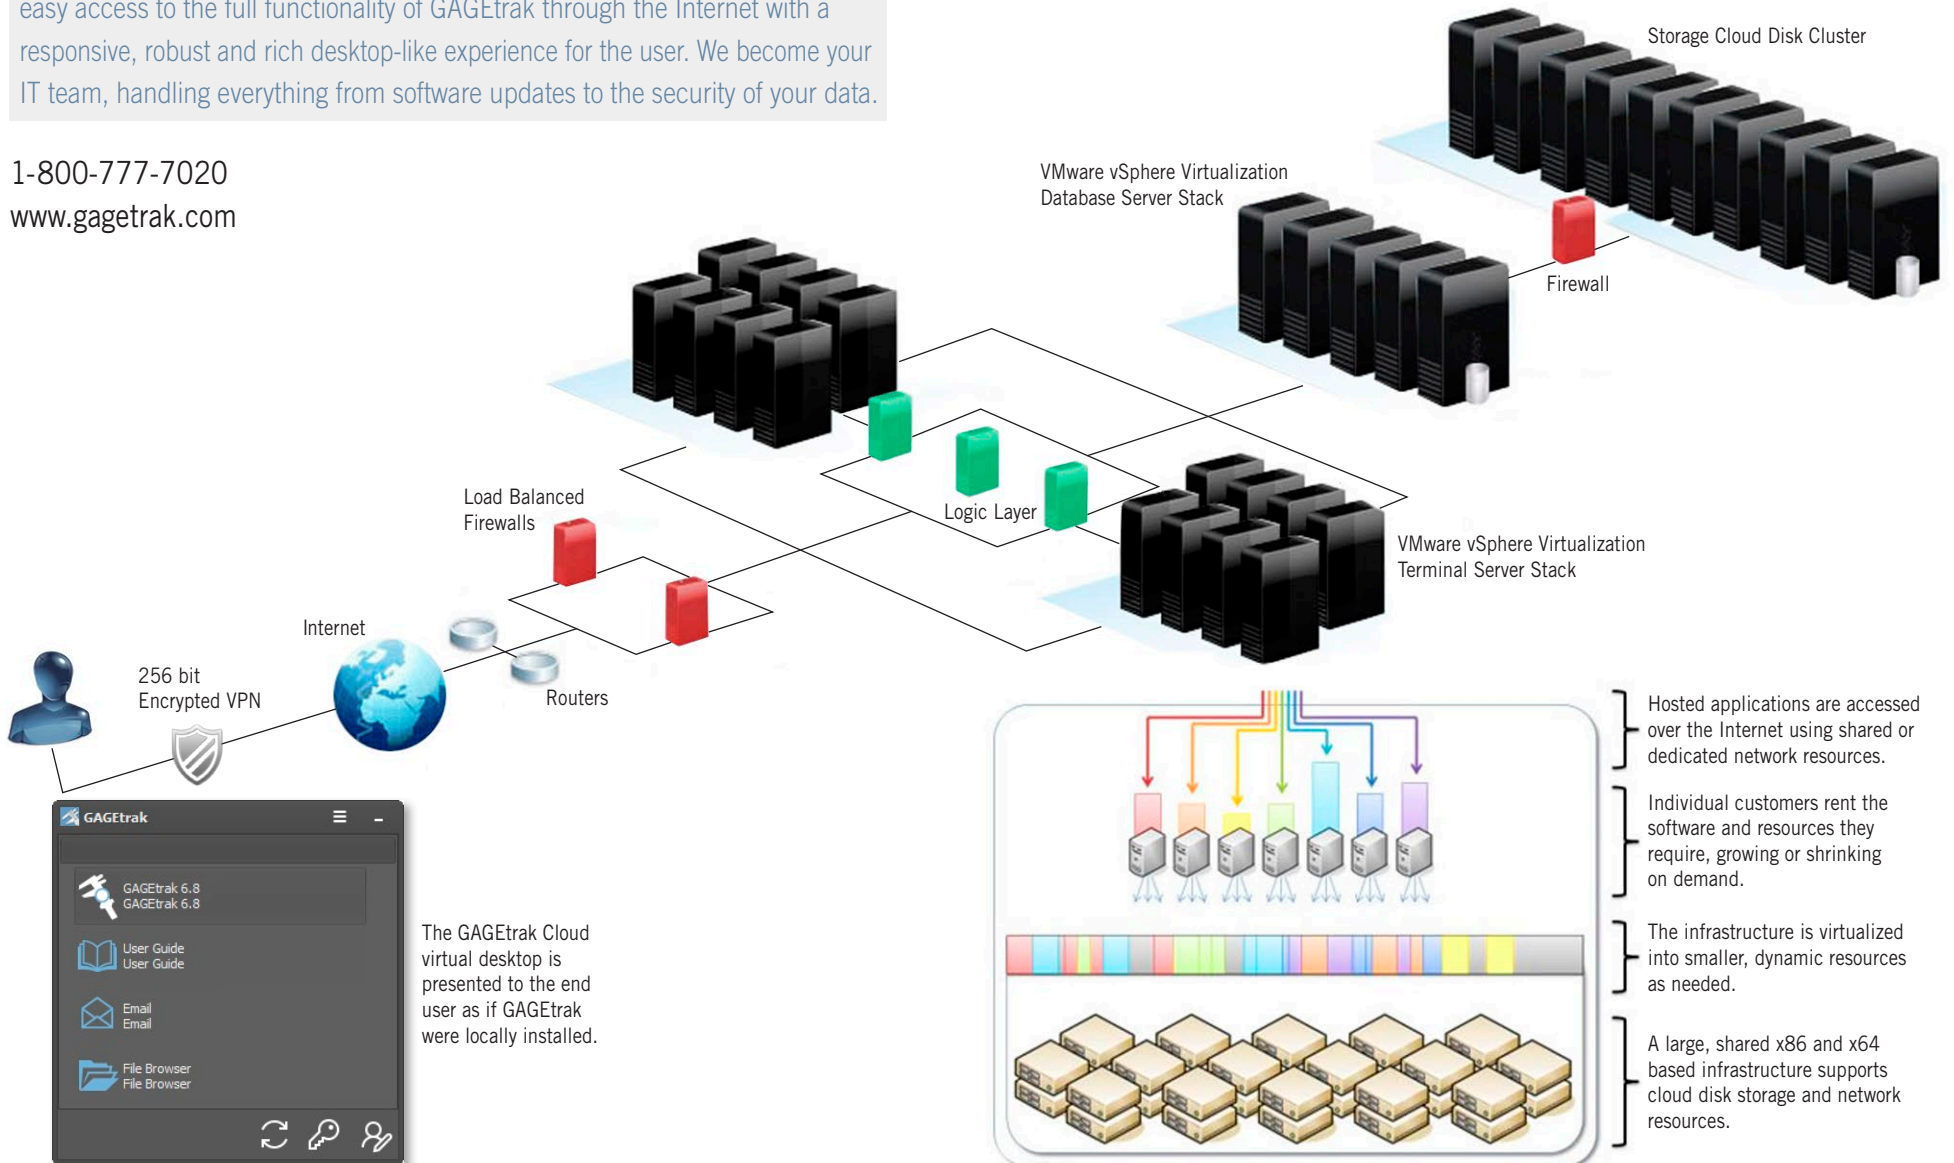 easy access to the full functionality of GAGEtrak through the Internet with a
responsive, robust and rich desktop-like experience for the user. We become your
IT team, handling everything from software updates to the security of your data.
1-800-777-7020
www.gagetrak.com
Storage Cloud Disk Cluster
VMware vSphere Virtualization
Database Server Stack
Firewall
Load Balanced
Firewalls
Logic Layer
VMware vSphere Virtualization
Terminal Server Stack
Internet
Routers
256 bit
Encrypted VPN
GAGEtrak
GAGEtrak 6.8
GAGEtrak 6.8
User Guide
User Guide
Email
Email
File Browser
File Browser
The GAGEtrak Cloud
virtual desktop is
presented to the end
user as if GAGEtrak
were locally installed.
Hosted applications are accessed
over the Internet using shared or
dedicated network resources.
Individual customers rent the
software and resources they
require, growing or shrinking
on demand.
The infrastructure is virtualized
into smaller, dynamic resources
as needed.
A large, shared x86 and x64
based infrastructure supports
cloud disk storage and network
resources.